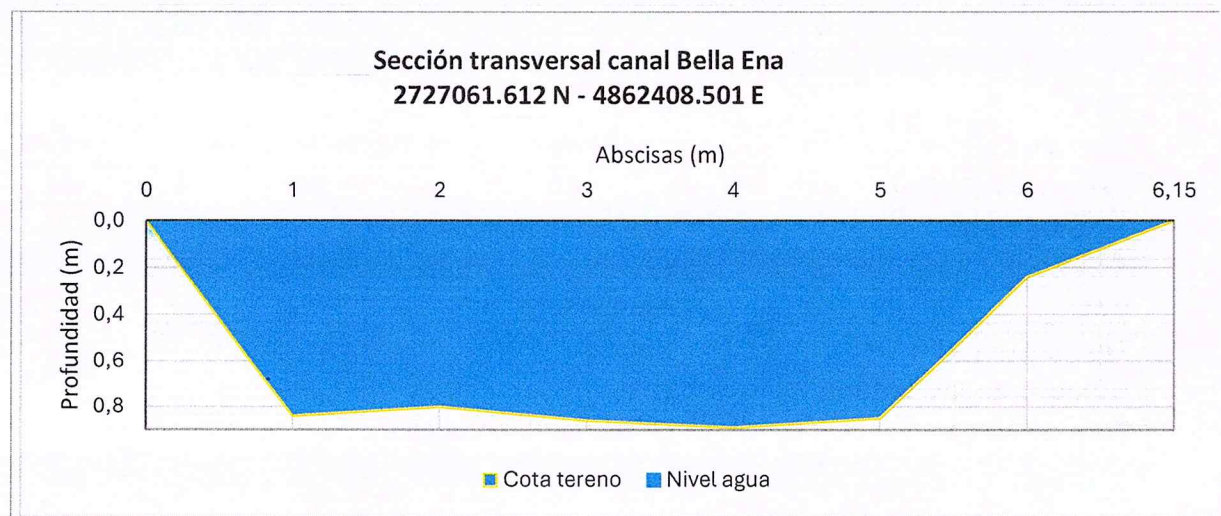 Sección transversal canal Bella Ena
2727061.612 N - 4862408.501 E
Abscisas (m)
0 1 2 3 4 5 6 6,15
Profundidad (m)
0,0
0,2
0,4
0,6
0,8
Cota tereno Nivel agua